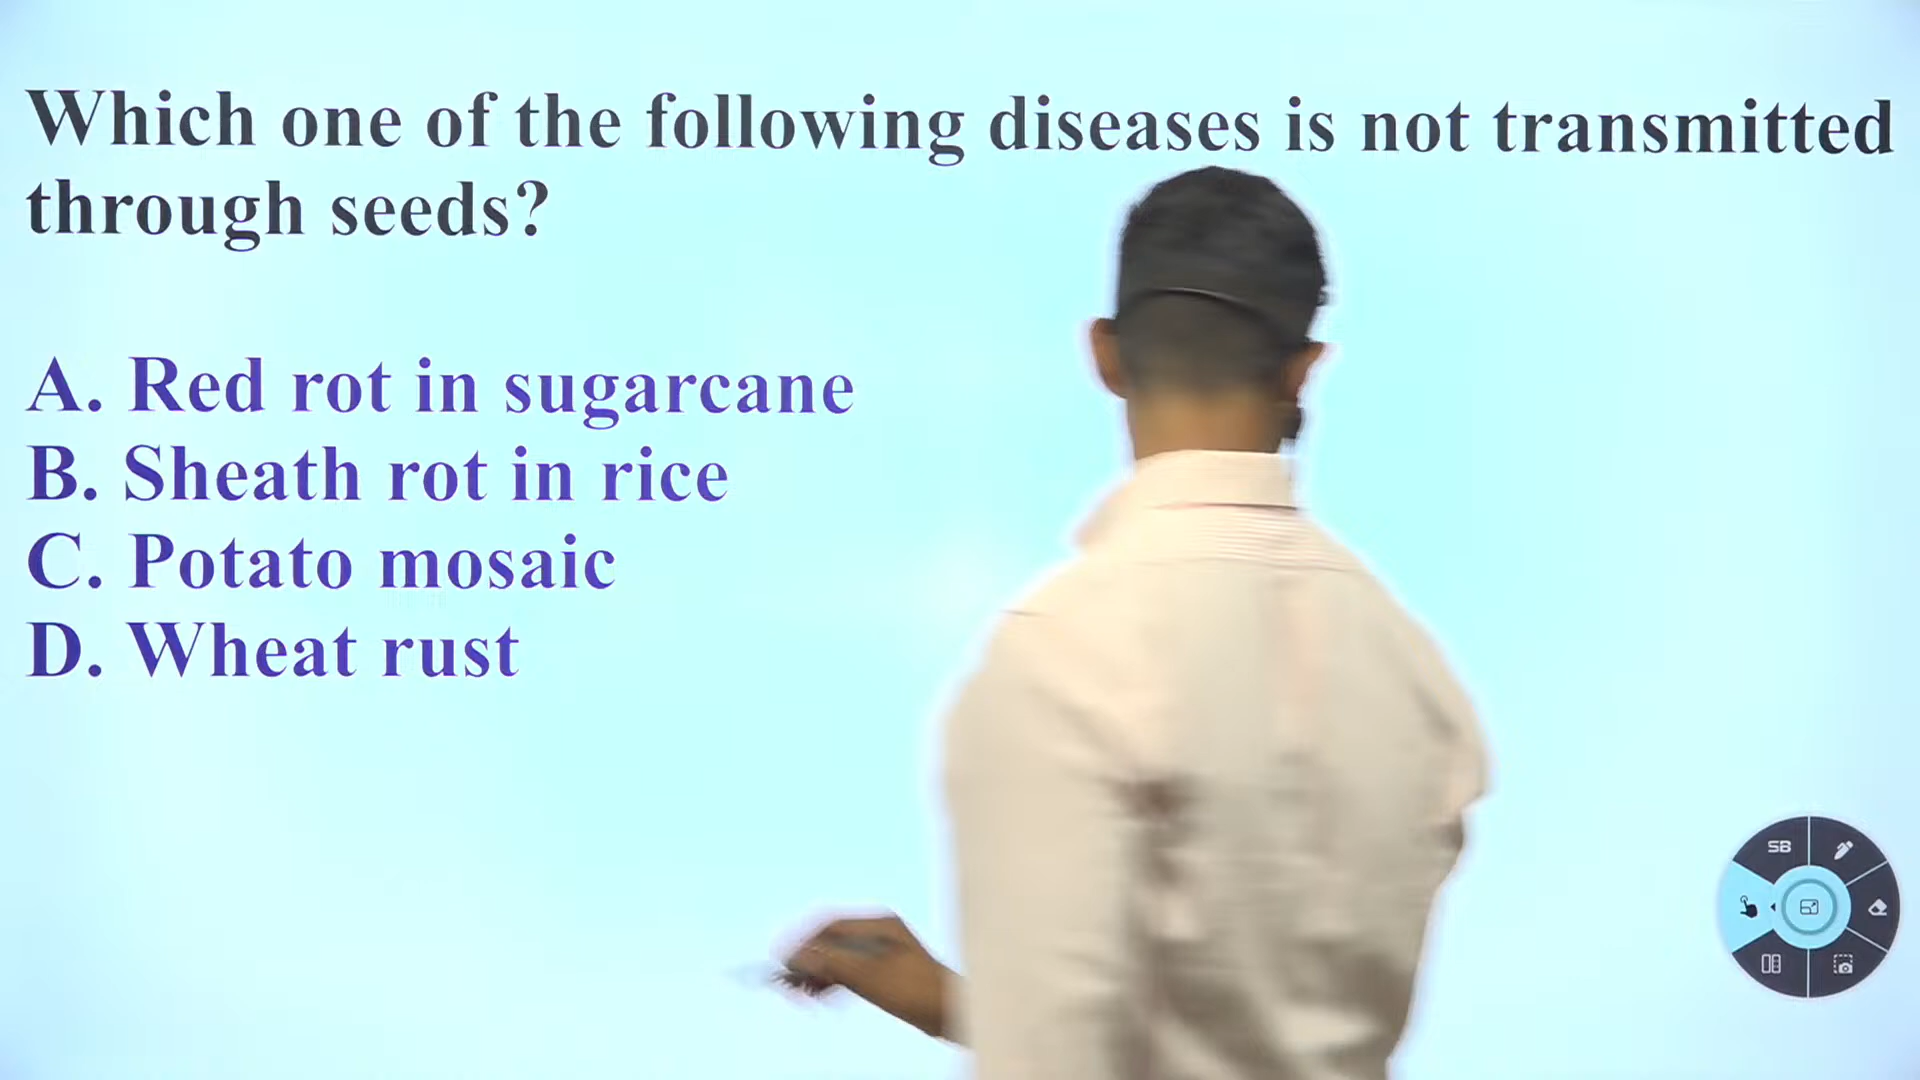 Which one of the following diseases is not transmitted
through seeds?
A. Red rot in sugarcane
B. Sheath rot in rice
C. Potato mosaic
D. Wheat rust
SB